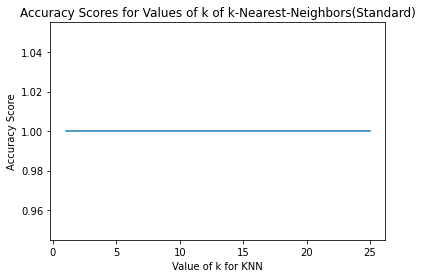 Accuracy Scores for Values of k of k-Nearest-Neighbors(Standard)
1.04
1.02
1.00
0.98
0.96
Accuracy Score
0 5 10 15 20 25
Value of k for KNN